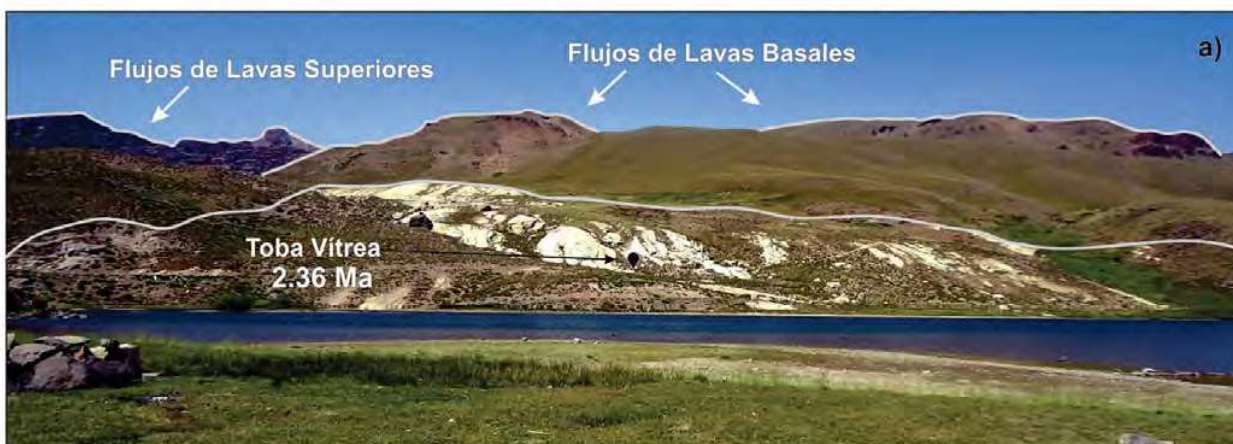 Flujos de Lavas Superiores
Flujos de Lavas Basales
a)
Toba Vítrea
2.36 Ma